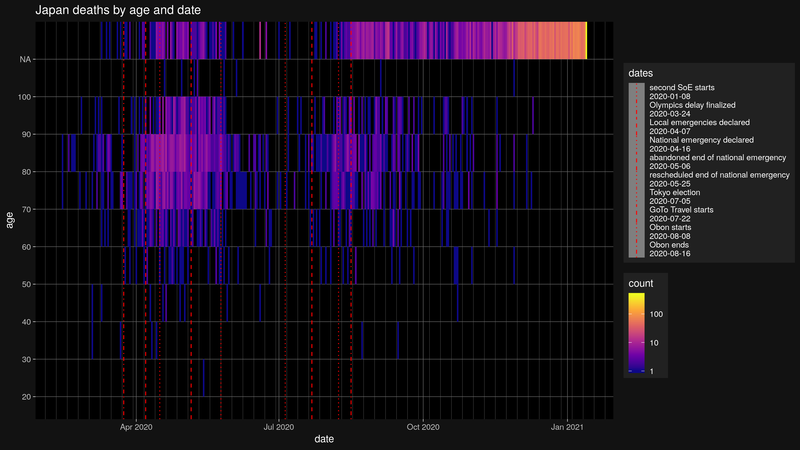 Japan deaths by age and date
NA
100
90
80
70
60
50
40
30
20
age
Apr 2020
Jul 2020
Oct 2020
Jan 2021
date
dates
second SoE starts
2020-01-08
Olympics delay finalized
2020-03-24
Local emergencies declared
2020-04-07
National emergency declared
2020-04-16
abandoned end of national emergency
2020-05-06
rescheduled end of national emergency
2020-05-25
Tokyo election
2020-07-05
GoTo Travel starts
2020-07-22
Obon starts
2020-08-08
Obon ends
2020-08-16
count
100
10
1